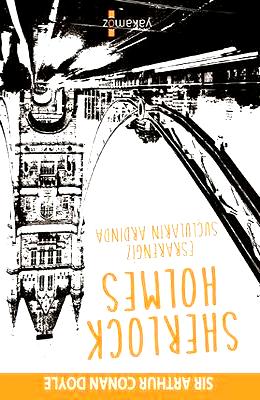 SIR ARTHUR CONAN DOYLE
SHERLOCK
HOLMES
ESRARENGİZ
SUÇLULARIN ARDINDA
yakamoz